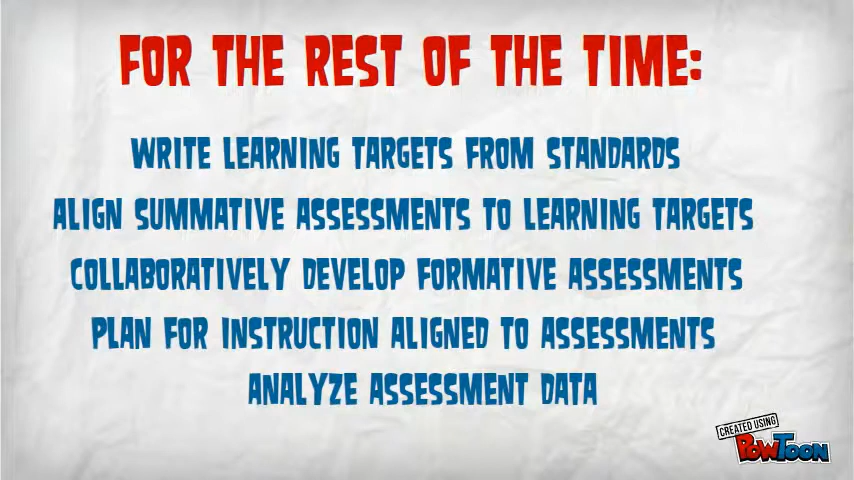 FOR THE REST OF THE TIME:
WRITE LEARNING TARGETS FROM STANDARDS
ALIGN SUMMATIVE ASSESSMENTS TO LEARNING TARGETS
COLLABORATIVELY DEVELOP FORMATIVE ASSESSMENTS
PLAN FOR INSTRUCTION ALIGNED TO ASSESSMENTS
ANALYZE ASSESSMENT DATA
CREATED USING
POWTOON